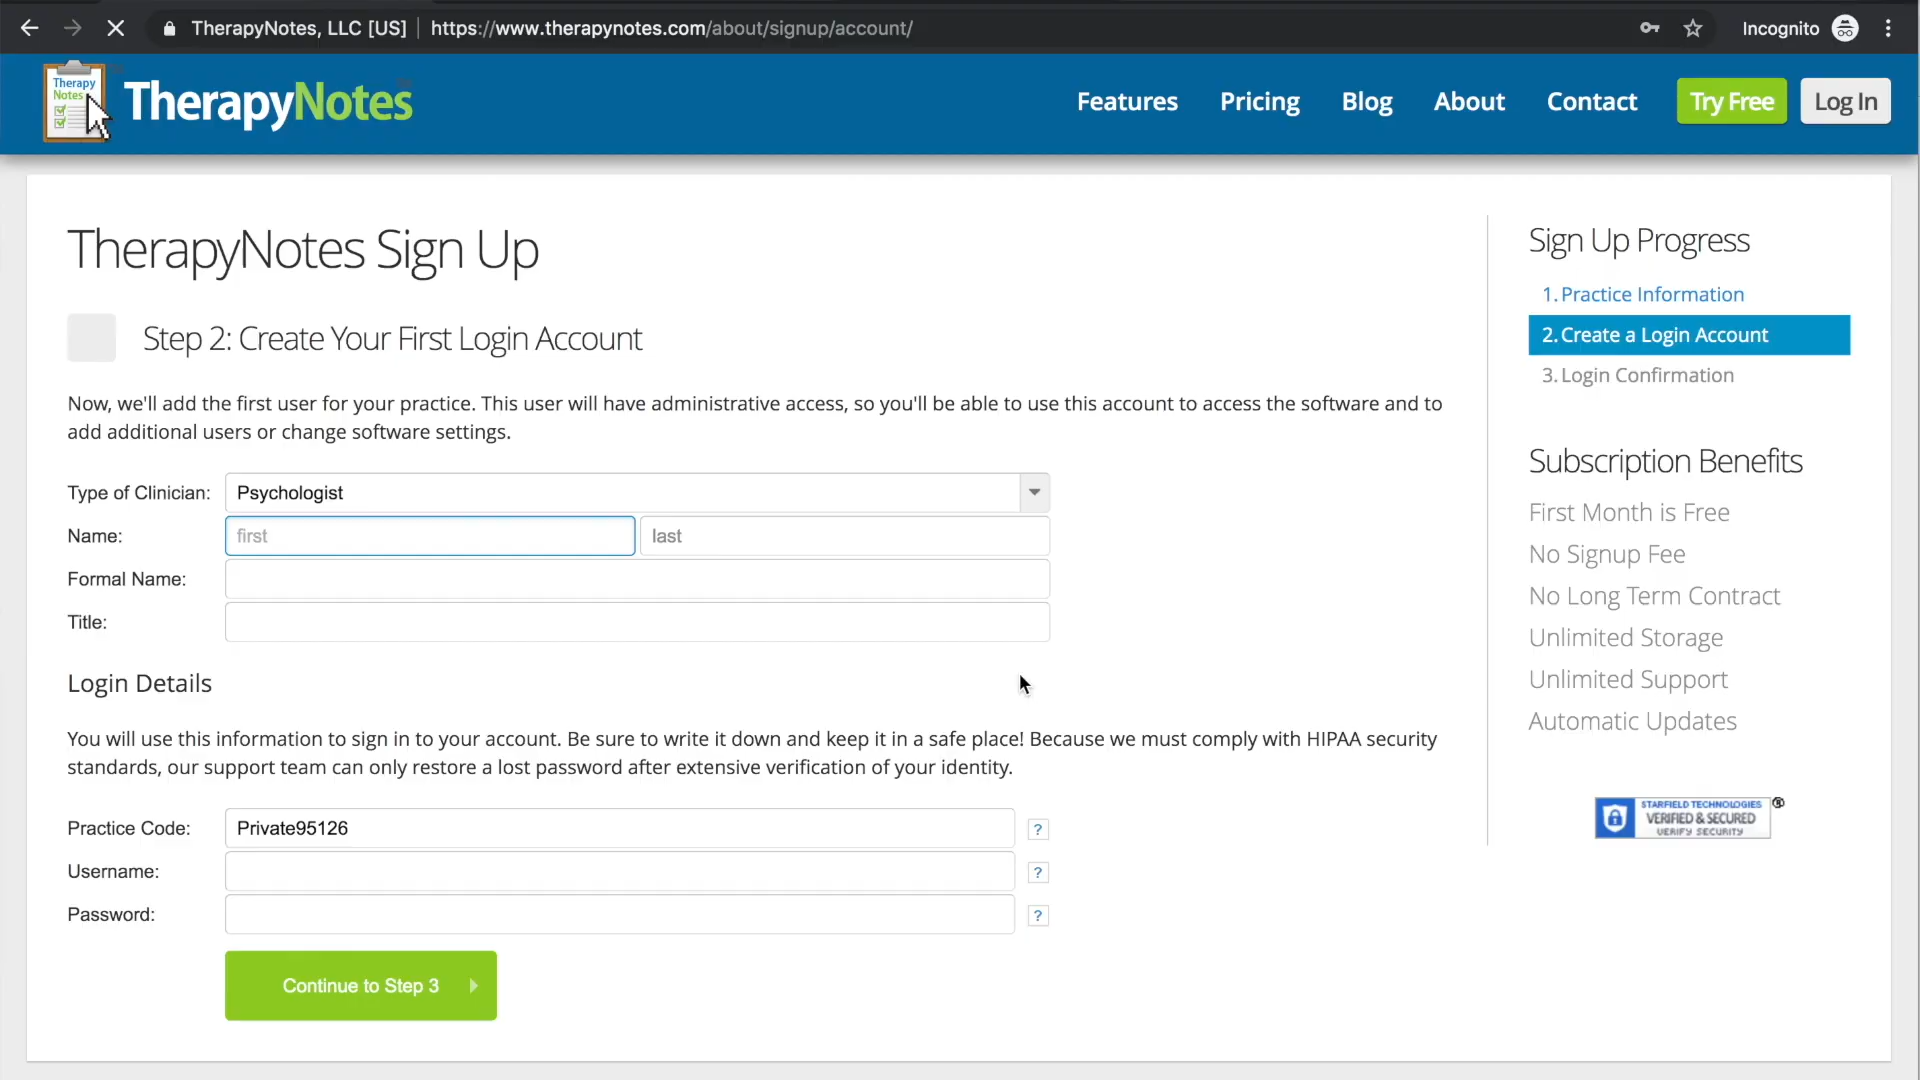 TherapyNotes, LLC [US] | https://www.therapynotes.com/about/signup/account/
Incognito
Therapy
Notes
TherapyNotes
Features Pricing Blog About Contact Try Free Log In
TherapyNotes Sign Up
Step 2: Create Your First Login Account
Now, we'll add the first user for your practice. This user will have administrative access, so you'll be able to use this account to access the software and to
add additional users or change software settings.
Type of Clinician: Psychologist
Name: first last
Formal Name:
Title:
Login Details
You will use this information to sign in to your account. Be sure to write it down and keep it in a safe place! Because we must comply with HIPAA security
standards, our support team can only restore a lost password after extensive verification of your identity.
Practice Code: Private95126 ?
Username: ?
Password: ?
Continue to Step 3
Sign Up Progress
1. Practice Information
2. Create a Login Account
3. Login Confirmation
Subscription Benefits
First Month is Free
No Signup Fee
No Long Term Contract
Unlimited Storage
Unlimited Support
Automatic Updates
STARFIELD TECHNOLOGIES ®
VERIFIED & SECURED
VERIFY SECURITY